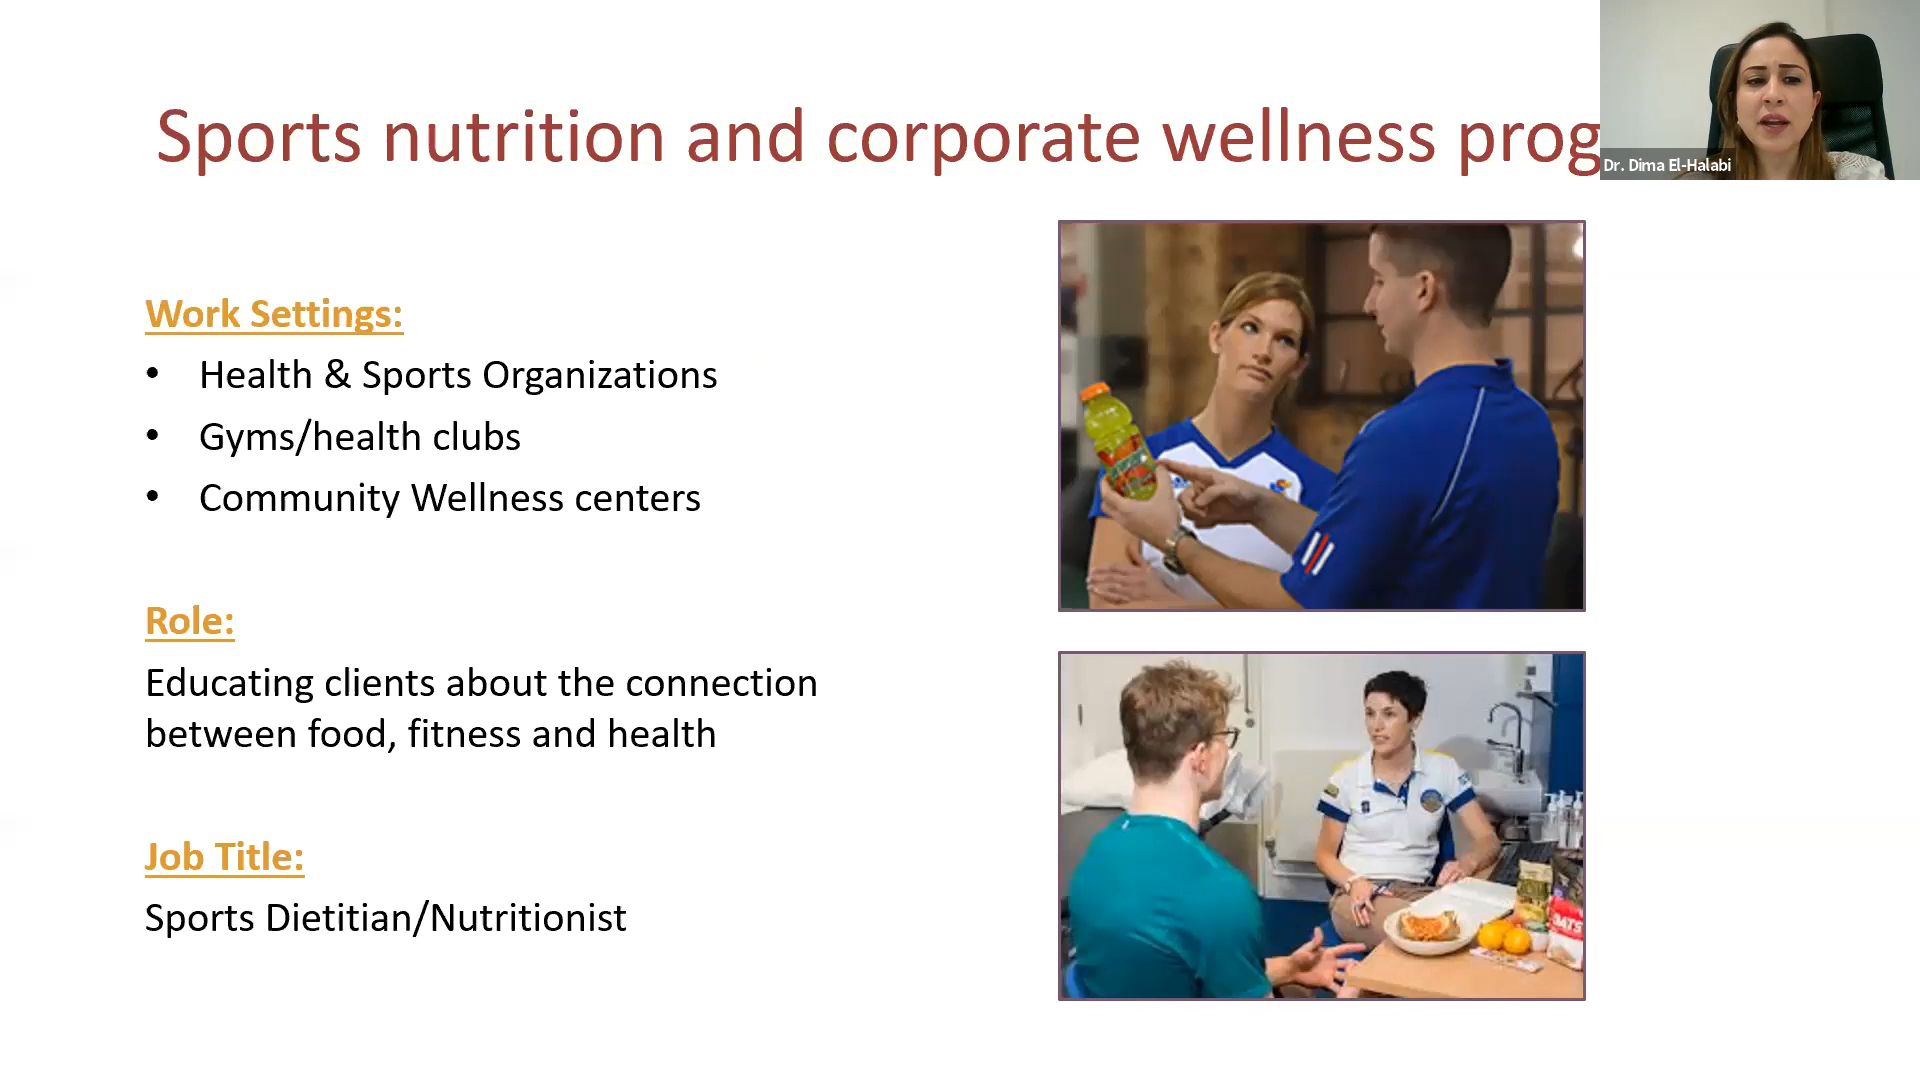 Sports nutrition and corporate wellness prog
Dr. Dima El-Halabi
Work Settings:
• Health & Sports Organizations
• Gyms/health clubs
• Community Wellness centers
Role:
Educating clients about the connection
between food, fitness and health
Job Title:
Sports Dietitian/Nutritionist
OATS